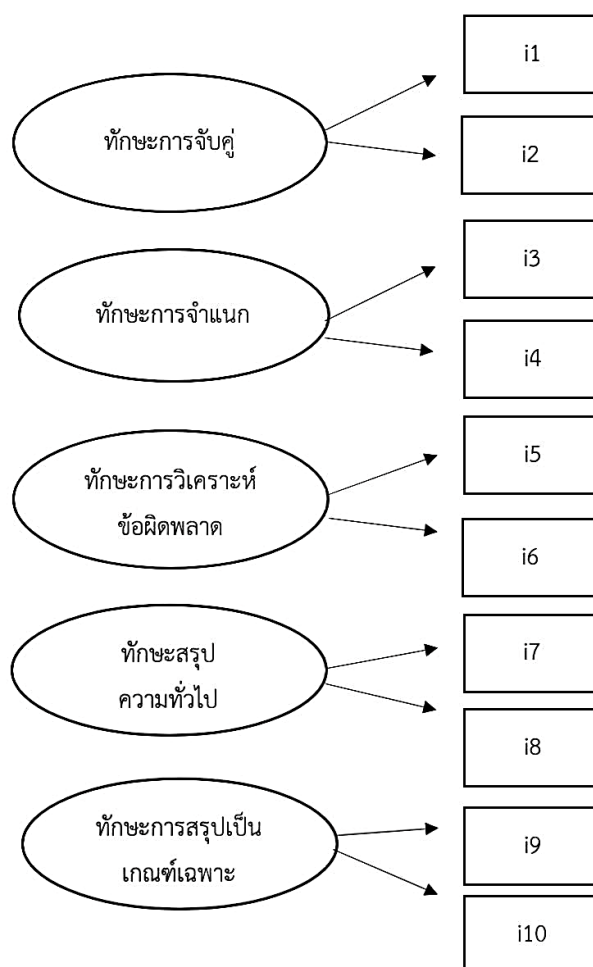 i1
ทักษะการจับคู่
i2
i3
ทักษะการจำแนก
i4
i5
ทักษะการวิเคราะห์
ข้อผิดพลาด
i6
ทักษะสรุป
ความทั่วไป
i7
i8
ทักษะการสรุปเป็น
เกณฑ์เฉพาะ
i9
i10